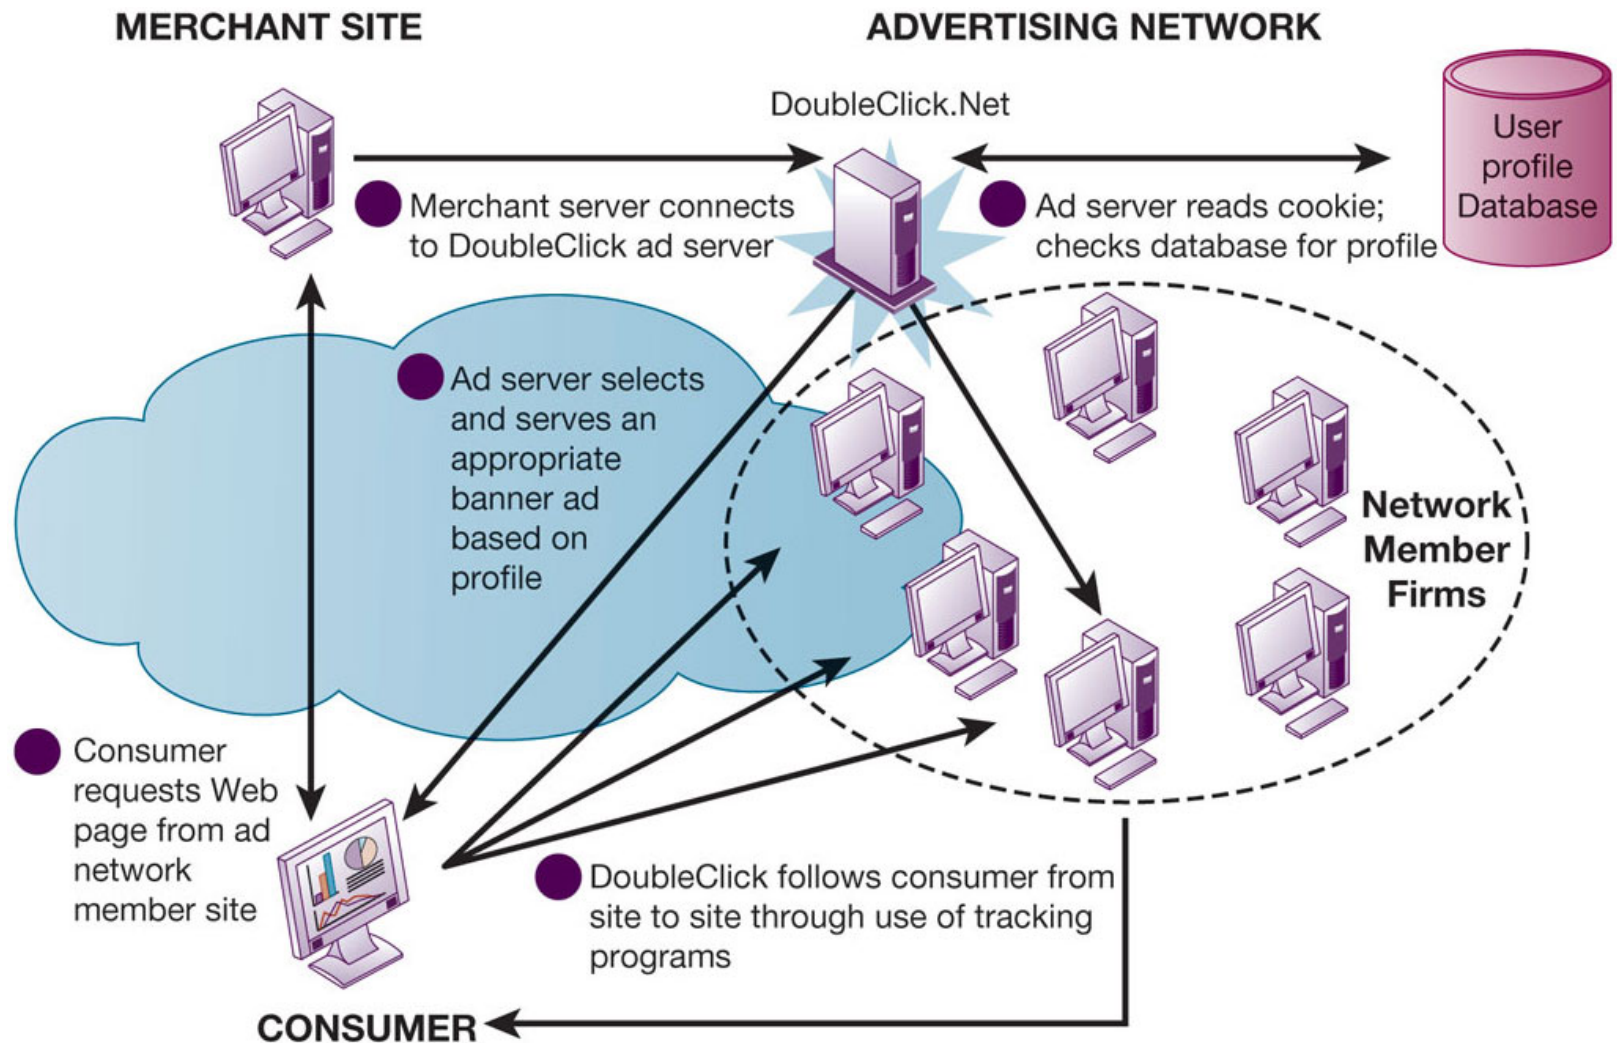 MERCHANT SITE
ADVERTISING NETWORK
DoubleClick.Net
User
profile
Database
Merchant server connects
to DoubleClick ad server
Ad server reads cookie;
checks database for profile
Ad server selects
and serves an
appropriate
banner ad
based on
profile
Network
Member
Firms
Consumer
requests Web
page from ad
network
member site
DoubleClick follows consumer from
site to site through use of tracking
programs
CONSUMER